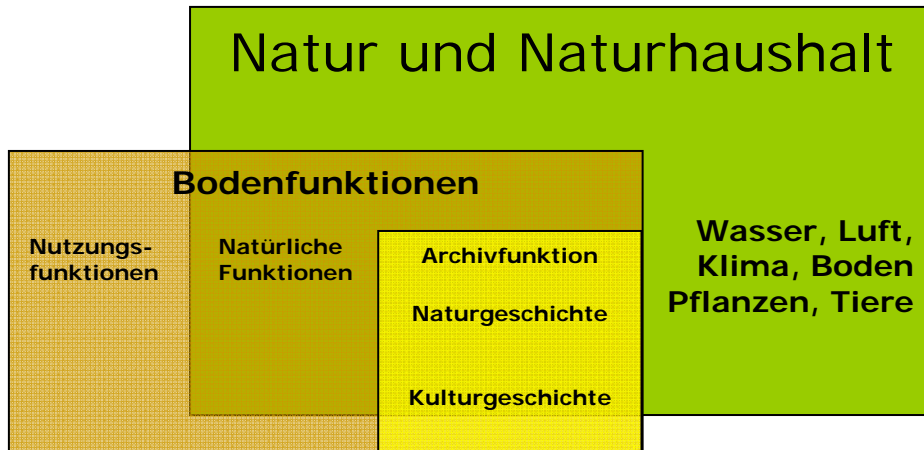 Natur und Naturhaushalt
Bodenfunktionen
Nutzungs-
funktionen
Natürliche
Funktionen
Archivfunktion
Naturgeschichte
Kulturgeschichte
Wasser, Luft,
Klima, Boden
Pflanzen, Tiere